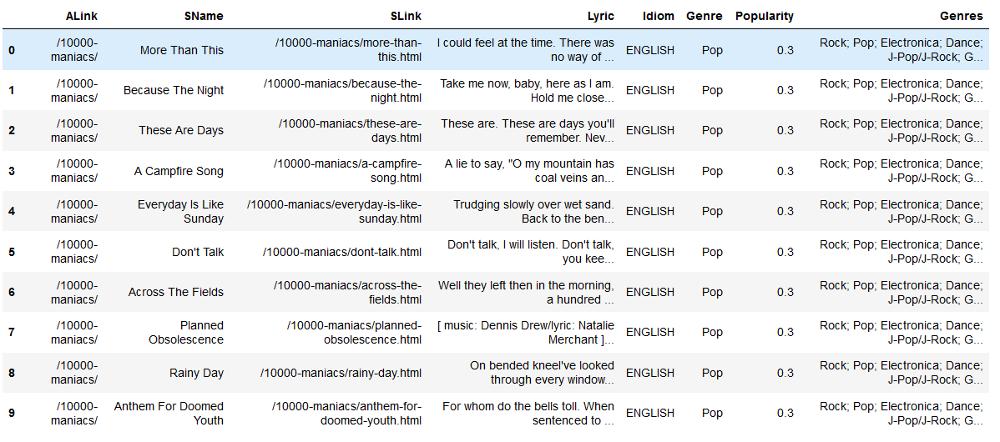 ALink SName SLink Lyric Idiom Genre Popularity Genres
0 /10000-maniacs/ More Than This /10000-maniacs/more-than-this.html I could feel at the time. There was no way of ... ENGLISH Pop 0.3 Rock; Pop; Electronica; Dance; J-Pop/J-Rock; G...
1 /10000-maniacs/ Because The Night /10000-maniacs/because-the-night.html Take me now, baby, here as I am. Hold me close... ENGLISH Pop 0.3 Rock; Pop; Electronica; Dance; J-Pop/J-Rock; G...
2 /10000-maniacs/ These Are Days /10000-maniacs/these-are-days.html These are. These are days you'll remember. Nev... ENGLISH Pop 0.3 Rock; Pop; Electronica; Dance; J-Pop/J-Rock; G...
3 /10000-maniacs/ A Campfire Song /10000-maniacs/a-campfire-song.html A lie to say, "O my mountain has coal veins an... ENGLISH Pop 0.3 Rock; Pop; Electronica; Dance; J-Pop/J-Rock; G...
4 /10000-maniacs/ Everyday Is Like Sunday /10000-maniacs/everyday-is-like-sunday.html Trudging slowly over wet sand. Back to the ben... ENGLISH Pop 0.3 Rock; Pop; Electronica; Dance; J-Pop/J-Rock; G...
5 /10000-maniacs/ Don't Talk /10000-maniacs/dont-talk.html Don't talk, I will listen. Don't talk, you kee... ENGLISH Pop 0.3 Rock; Pop; Electronica; Dance; J-Pop/J-Rock; G...
6 /10000-maniacs/ Across The Fields /10000-maniacs/across-the-fields.html Well they left then in the morning, a hundred ... ENGLISH Pop 0.3 Rock; Pop; Electronica; Dance; J-Pop/J-Rock; G...
7 /10000-maniacs/ Planned Obsolescence /10000-maniacs/planned-obsolescence.html [ music: Dennis Drew/lyric: Natalie Merchant ]... ENGLISH Pop 0.3 Rock; Pop; Electronica; Dance; J-Pop/J-Rock; G...
8 /10000-maniacs/ Rainy Day /10000-maniacs/rainy-day.html On bended kneel've looked through every window... ENGLISH Pop 0.3 Rock; Pop; Electronica; Dance; J-Pop/J-Rock; G...
9 /10000-maniacs/ Anthem For Doomed Youth /10000-maniacs/anthem-for-doomed-youth.html For whom do the bells toll. When sentenced to ... ENGLISH Pop 0.3 Rock; Pop; Electronica; Dance; J-Pop/J-Rock; G...